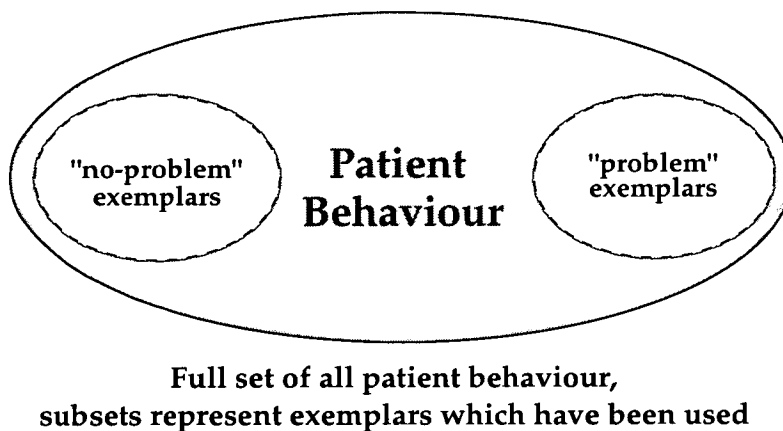 "no-problem"
exemplars
Patient
Behaviour
"problem"
exemplars
Full set of all patient behaviour,
subsets represent exemplars which have been used